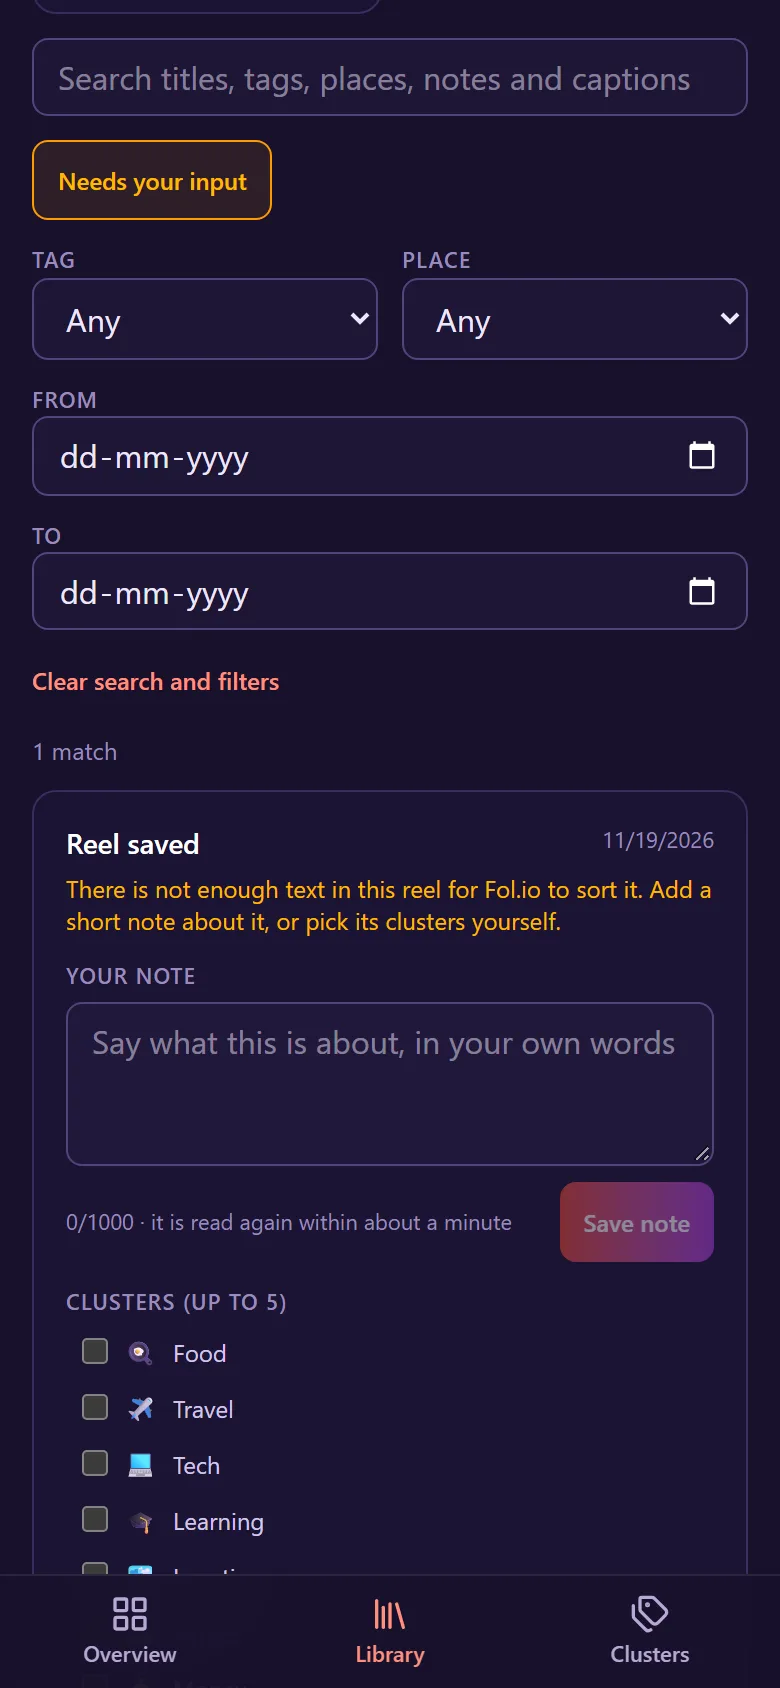 Search titles, tags, places, notes and captions
Needs your input
TAG
PLACE
Any
Any
FROM
dd-mm-yyyy
TO
dd-mm-yyyy
Clear search and filters
1 match
Reel saved
11/19/2026
There is not enough text in this reel for Fol.io to sort it. Add a
short note about it, or pick its clusters yourself.
YOUR NOTE
Say what this is about, in your own words
0/1000 · it is read again within about a minute
Save note
CLUSTERS (UP TO 5)
Food
Travel
Tech
Learning
Overview
Library
Clusters